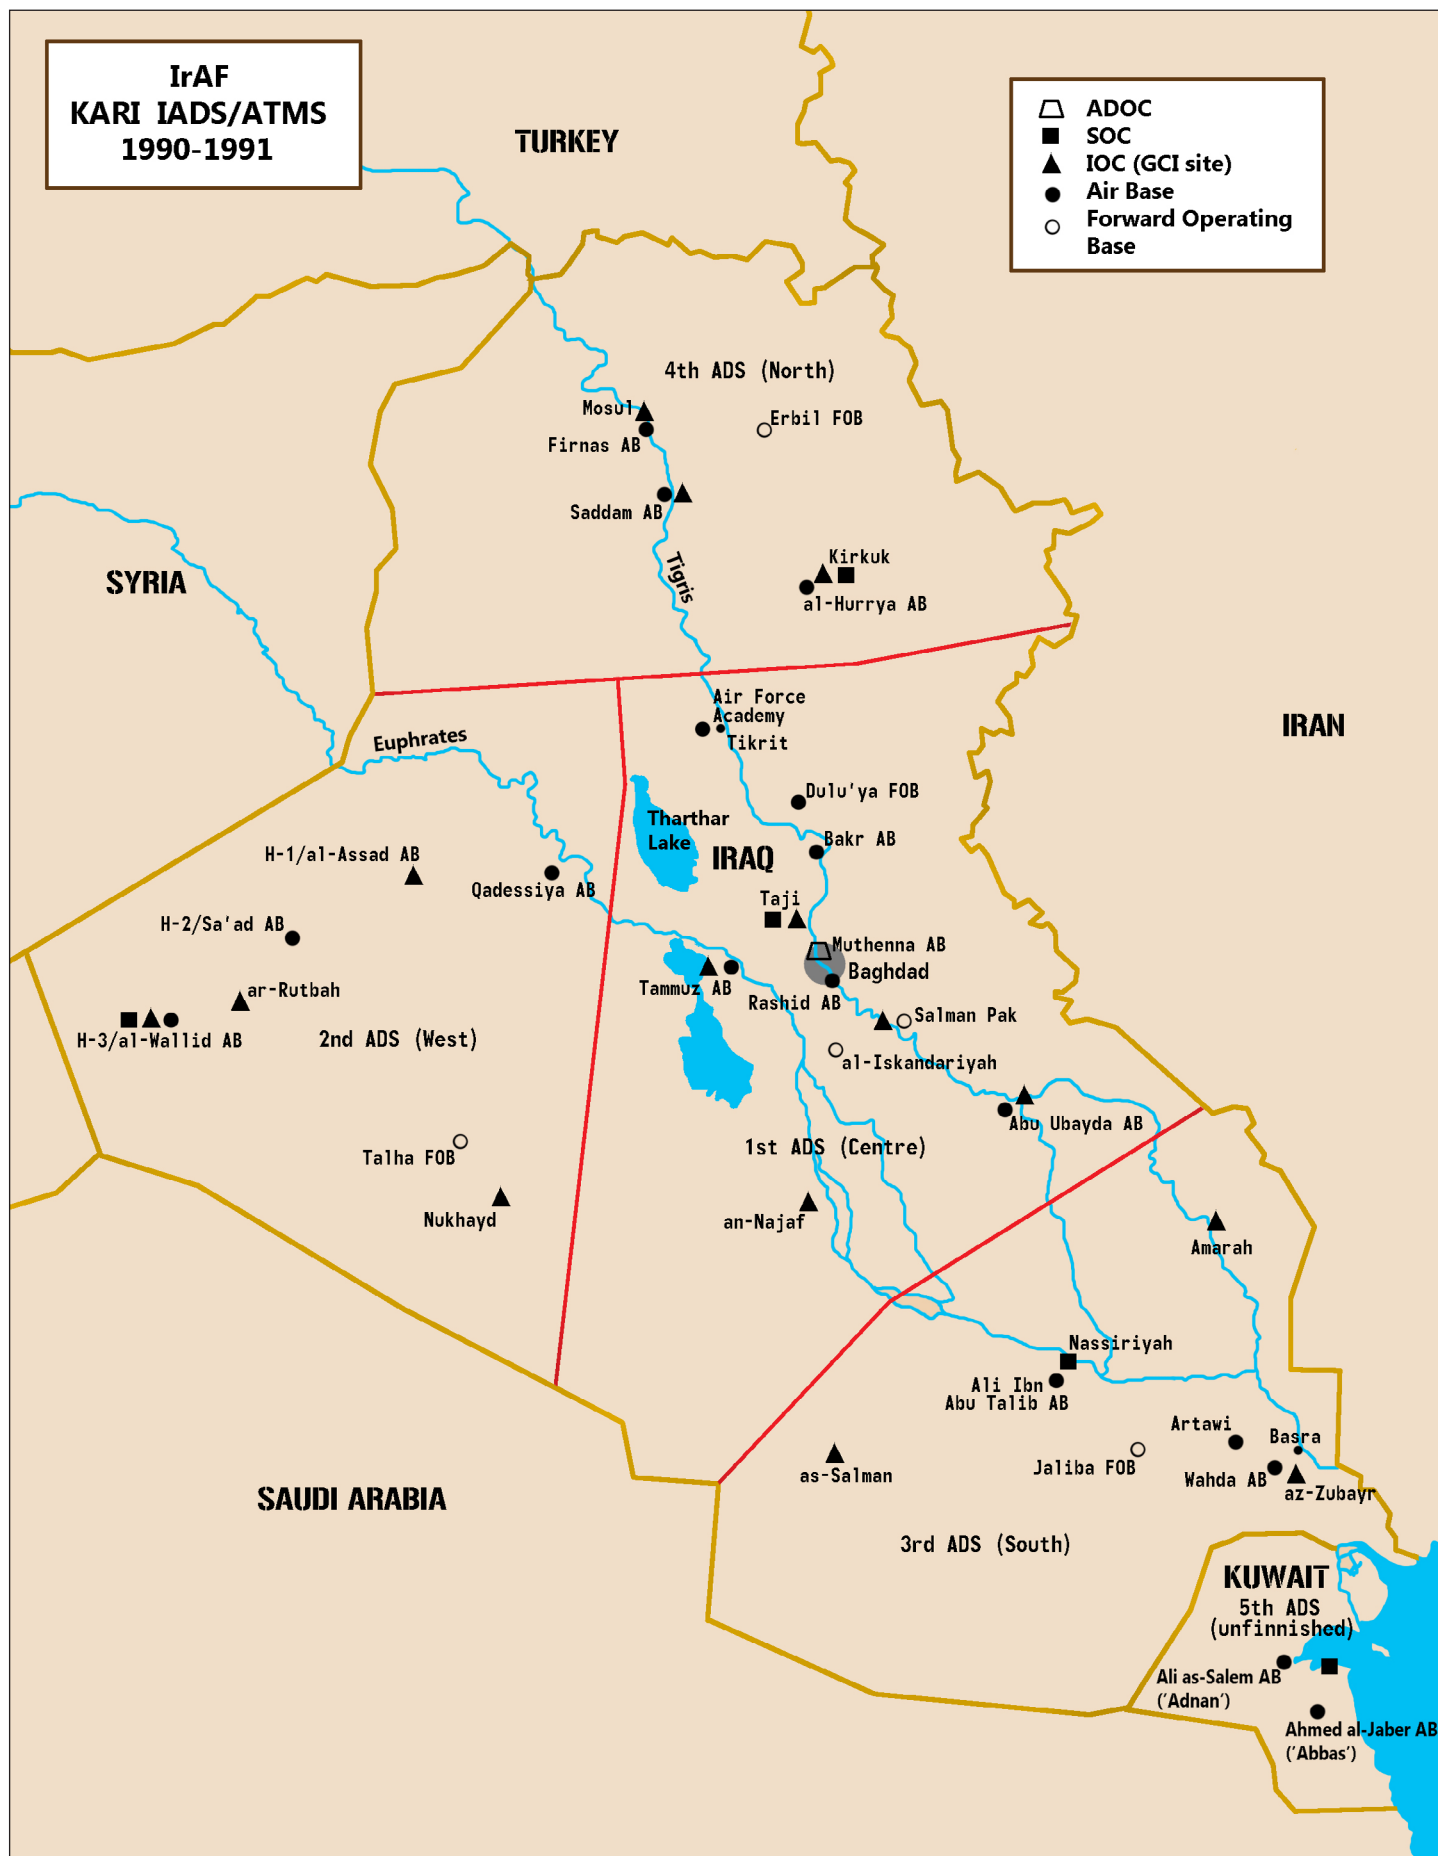 IrAF
KARI IADS/ATMS
1990-1991
ADOC
SOC
IOC (GCI site)
Air Base
Forward Operating
Base
TURKEY
4th ADS (North)
Mosul
Erbil FOB
Firnas AB
Saddam AB
Tigris
Kirkuk
al-Hurrya AB
SYRIA
Air Force
Academy
Tikrit
IRAN
Euphrates
Dulu'ya FOB
Tharthar
Lake
Bakr AB
IRAQ
H-1/al-Assad AB
Qadessiya AB
Taji
H-2/Sa'ad AB
Muthenna AB
Baghdad
Tammuz AB
Rashid AB
ar-Rutbah
Salman Pak
H-3/al-Wallid AB
2nd ADS (West)
al-Iskandariyah
Abu Ubayda AB
1st ADS (Centre)
Talha FOB
Nukhayd
an-Najaf
Amarah
Nassiriyah
Ali Ibn
Abu Talib AB
Artawi
Basra
Jaliba FOB
Wahda AB
az-Zubayr
as-Salman
SAUDI ARABIA
3rd ADS (South)
KUWAIT
5th ADS
(unfinnished)
Ali as-Salem AB
('Adnan')
Ahmed al-Jaber AB
('Abbas')